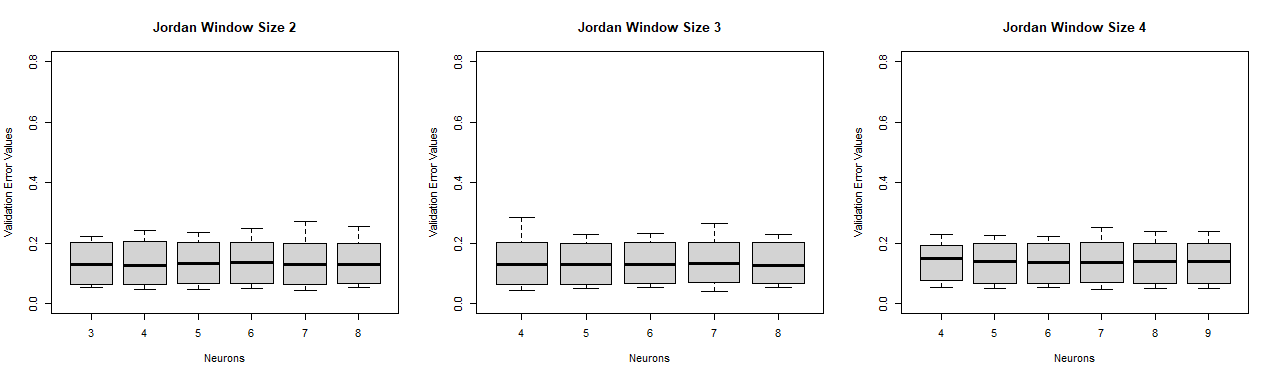 Jordan Window Size 2
Validation Error Values
0.8
0.6
0.4
0.2
0.0
3 4 5 6 7 8
Neurons
Jordan Window Size 3
Validation Error Values
0.8
0.6
0.4
0.2
0.0
4 5 6 7 8
Neurons
Jordan Window Size 4
Validation Error Values
0.8
0.6
0.4
0.2
0.0
4 5 6 7 8 9
Neurons